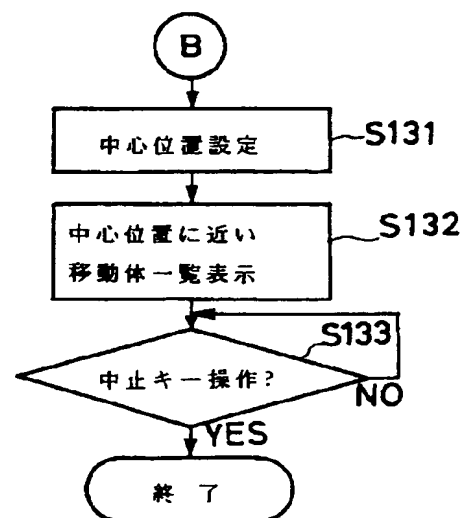 B
中心位置設定
S131
中心位置に近い
移動体一覧表示
S132
S133
中止キー操作?
NO
YES
終了